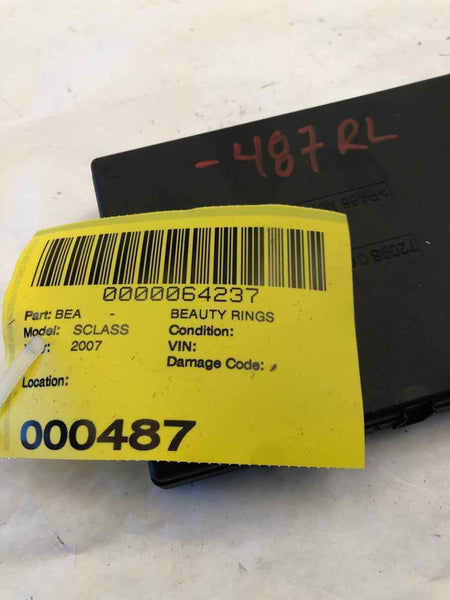 - 487 RL
0000064237
Part: BEA - BEAUTY RINGS
Model: SCLASS Condition:
2007 VIN:
Damage Code:
Location:
000487